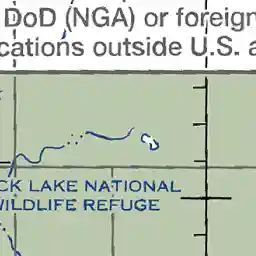 DoD (NGA) or foreign
cations outside U.S. a
CK LAKE NATIONAL
WILDLIFE REFUGE